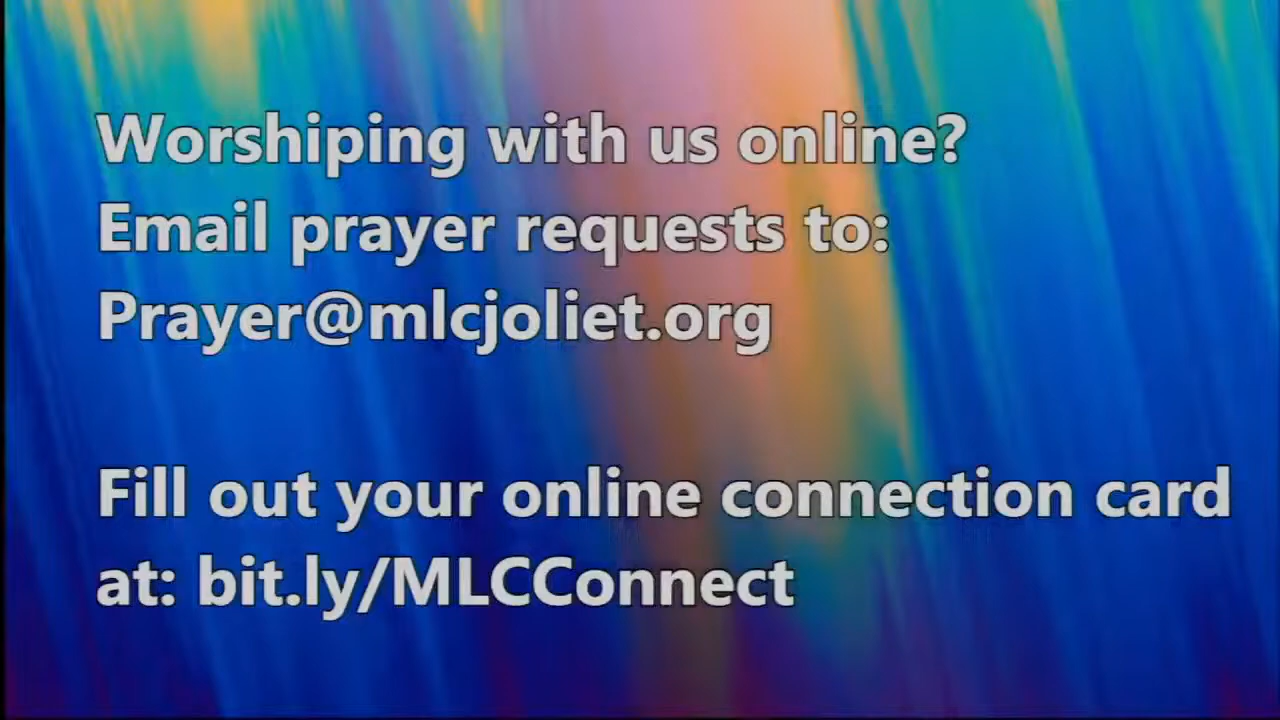 Worshiping with us online?
Email prayer requests to:
Prayer@mlcjoliet.org
Fill out your online connection card
at: bit.ly/MLCConnect